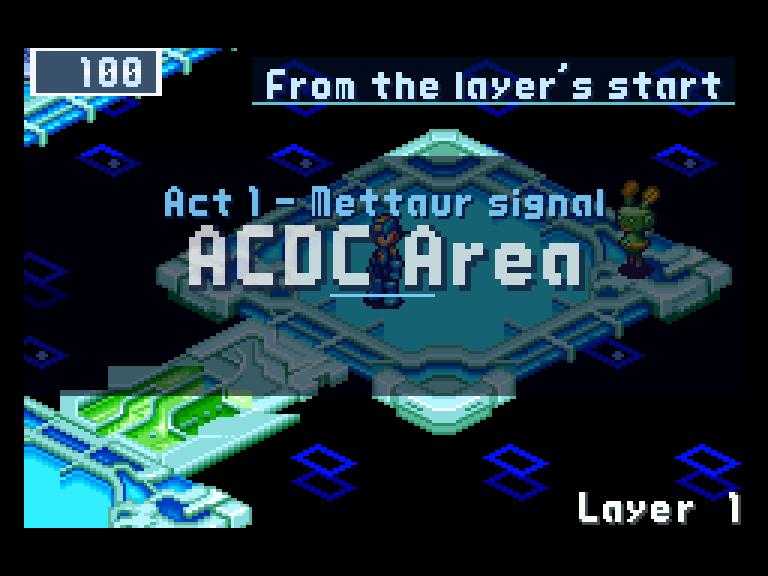 100
From the layer's start
Act 1 - Mettaur signal
ACDC Area
Layer 1